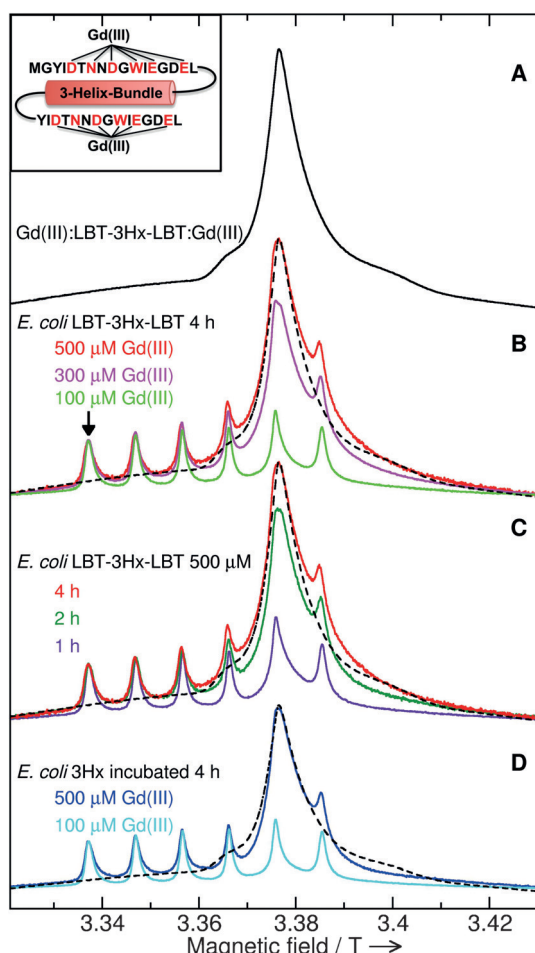 Gd(III)
MGYIDTNNDGWIEGDEL
3-Helix-Bundle
YIDTNNDGWIEGDEL
Gd(III)
A
Gd(III):LBT-3Hx-LBT:Gd(III)
E. coli LBT-3Hx-LBT 4 h
B
500 μM Gd(III)
300 μM Gd(III)
100 μM Gd(III)
C
E. coli LBT-3Hx-LBT 500 μM
4 h
2 h
1 h
D
E. coli 3Hx incubated 4 h
500 μM Gd(III)
100 μM Gd(III)
3.34 3.36 3.38 3.4 3.42
Magnetic field / T →